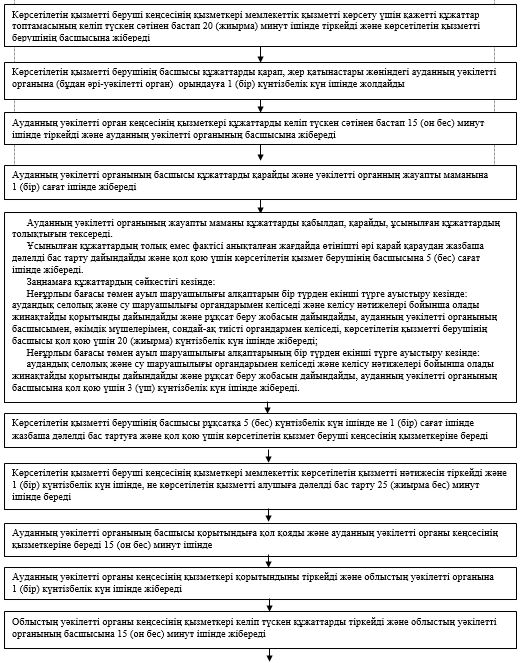 Көрсетілетін қызметті беруші кеңсесінің қызметкері мемлекеттік қызметті көрсету үшін қажетті құжаттар
топтамасының келіп түскен сәтінен бастап 20 (жиырма) минут ішінде тіркейді және көрсетілетін қызметті
берушінің басшысына жібереді
Көрсетілетін қызметті берушінің басшысы құжаттарды қарап, жер қатынастары жөніндегі ауданның уәкілетті
органына (бұдан әрі-уәкілетті орган) орындауға 1 (бір) күнтізбелік күн ішінде жолдайды
Ауданның уәкілетті орган кеңсесінің қызметкері құжаттарды келіп түскен сәтінен бастап 15 (он бес) минут
ішінде тіркейді және ауданның уәкілетті органының басшысына жібереді
Ауданның уәкілетті органының басшысы құжаттарды қарайды және уәкілетті органның жауапты маманына
1 (бір) сағат ішінде жібереді
Ауданның уәкілетті органының жауапты маманы құжаттарды қабылдап, қарайды, ұсынылған құжаттардың
толықтығын тексереді.
Ұсынылған құжаттардың толық емес фактісі анықталған жағдайда өтінішті әрі қарай қараудан жазбаша
дәлелді бас тарту дайындайды және қол қою үшін көрсетілетін қызмет берушінің басшысына 5 (бес) сағат
ішінде жібереді.
Заңнамаға құжаттардың сәйкестігі кезінде:
Неғұрлым бағасы төмен ауыл шаруашылығы алқаптарын бір түрден екінші түрге ауыстыру кезінде:
аудандық селолық және су шаруашылығы органдарымен келіседі және келісу нәтижелері бойынша олады
жинақтайды қорытынды дайындайды және рұқсат беру жобасын дайындайды, ауданның уәкілетті органының
басшысымен, әкімдік мүшелерімен, сондай-ақ тиісті органдармен келіседі, көрсетілетін қызметті берушінің
басшысы қол қою үшін 20 (жиырма) күнтізбелік күн ішінде жібереді;
Неғұрлым бағасы төмен ауыл шаруашылығы алқаптарының бір түрден екінші түрге ауыстыру кезінде:
аудандық селолық және су шаруашылығы органдарымен келіседі және келісу нәтижелері бойынша олады
жинақтайды қорытынды дайындайды және рұқсат беру жобасын дайындайды, ауданның уәкілетті органының
басшысына қол қою үшін 3 (үш) күнтізбелік күн ішінде жібереді.
Көрсетілетін қызметті берушінің басшысы рұқсатқа 5 (бес) күнтізбелік күн ішінде не 1 (бір) сағат ішінде
жазбаша дәлелді бас тартуға және қол қою үшін көрсетілетін қызмет беруші кеңсесінің қызметкеріне береді
Көрсетілетін қызметті беруші кеңсесінің қызметкері мемлекеттік көрсетілетін қызметті нәтижесін тіркейді және
1 (бір) күнтізбелік күн ішінде, не көрсетілетін қызметті алушыға дәлелді бас тарту 25 (жиырма бес) минут
ішінде береді
Ауданның уәкілетті органының басшысы қорытындыға қол қояды және ауданның уәкілетті органы кеңсесінің
қызметкеріне береді 15 (он бес) минут ішінде
Ауданның уәкілетті органы кеңсесінің қызметкері қорытындыны тіркейді және облыстың уәкілетті органына
1 (бір) күнтізбелік күн ішінде жібереді
Облыстың уәкілетті органы кеңсесінің қызметкері келіп түскен құжаттарды тіркейді және облыстың уәкілетті
органының басшысына 15 (он бес) минут ішінде жібереді